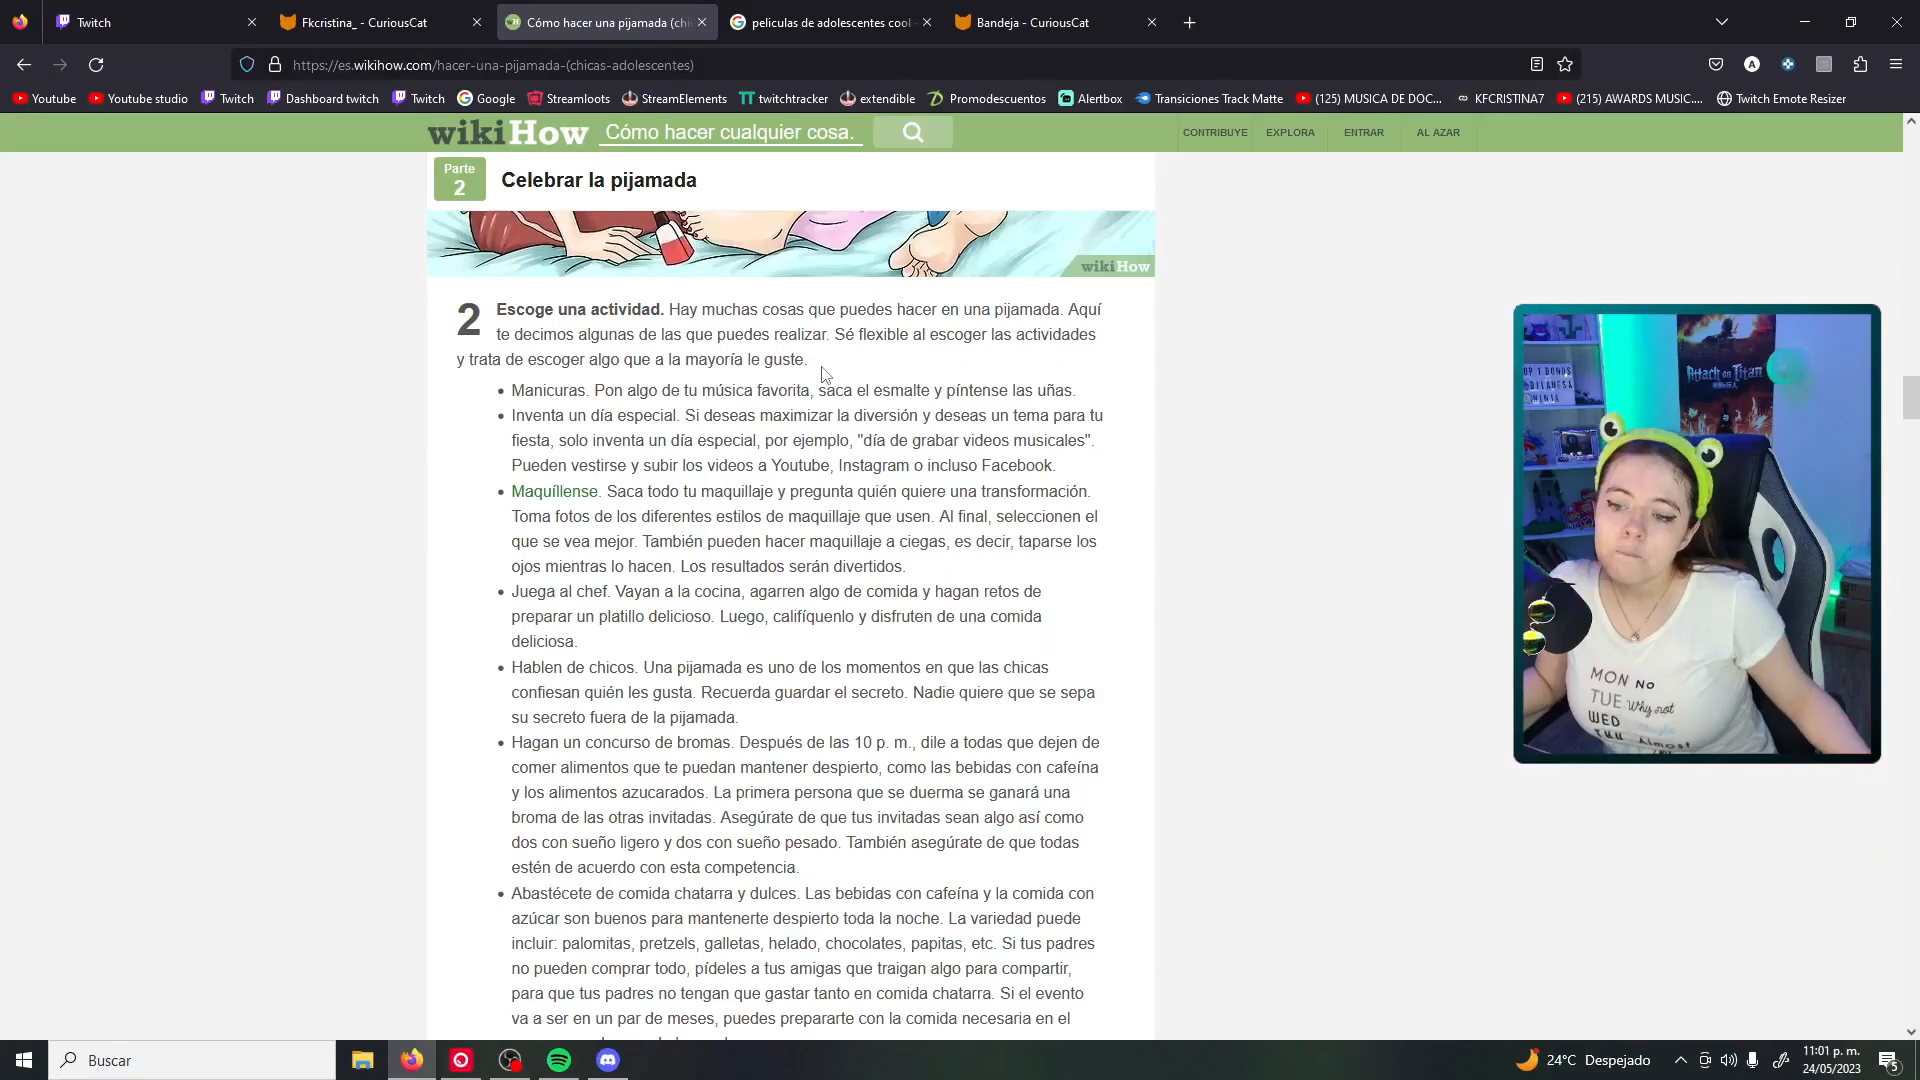 Twitch
Fkcristina_ - CuriousCat
Cómo hacer una pijamada (chi
peliculas de adolescentes cool
Bandeja - CuriousCat
https://es.wikihow.com/hacer-una-pijamada-(chicas-adolescentes)
Youtube
Youtube studio
Twitch
Dashboard twitch
Twitch
Google
Streamloots
StreamElements
twitchtracker
extendible
Promodescuentos
Alertbox
Transiciones Track Matte
(125) MUSICA DE DOC...
KFCRISTINA7
(215) AWARDS MUSIC....
Twitch Emote Resizer
wikiHow
Cómo hacer cualquier cosa.
CONTRIBUYE
EXPLORA
ENTRAR
AL AZAR
Parte
2
Celebrar la pijamada
wikiHow
2
Escoge una actividad. Hay muchas cosas que puedes hacer en una pijamada. Aquí
te decimos algunas de las que puedes realizar. Sé flexible al escoger las actividades
y trata de escoger algo que a la mayoría le guste.
Manicuras. Pon algo de tu música favorita, saca el esmalte y píntense las uñas.
Inventa un día especial. Si deseas maximizar la diversión y deseas un tema para tu
fiesta, solo inventa un día especial, por ejemplo, "día de grabar videos musicales".
Pueden vestirse y subir los videos a Youtube, Instagram o incluso Facebook.
Maquíllense. Saca todo tu maquillaje y pregunta quién quiere una transformación.
Toma fotos de los diferentes estilos de maquillaje que usen. Al final, seleccionen el
que se vea mejor. También pueden hacer maquillaje a ciegas, es decir, taparse los
ojos mientras lo hacen. Los resultados serán divertidos.
Juega al chef. Vayan a la cocina, agarren algo de comida y hagan retos de
preparar un platillo delicioso. Luego, califíquenlo y disfruten de una comida
deliciosa.
Hablen de chicos. Una pijamada es uno de los momentos en que las chicas
confiesan quién les gusta. Recuerda guardar el secreto. Nadie quiere que se sepa
su secreto fuera de la pijamada.
Hagan un concurso de bromas. Después de las 10 p. m., dile a todas que dejen de
comer alimentos que te puedan mantener despierto, como las bebidas con cafeína
y los alimentos azucarados. La primera persona que se duerma se ganará una
broma de las otras invitadas. Asegúrate de que tus invitadas sean algo así como
dos con sueño ligero y dos con sueño pesado. También asegúrate de que todas
estén de acuerdo con esta competencia.
Abastécete de comida chatarra y dulces. Las bebidas con cafeína y la comida con
azúcar son buenos para mantenerte despierto toda la noche. La variedad puede
incluir: palomitas, pretzels, galletas, helado, chocolates, papitas, etc. Si tus padres
no pueden comprar todo, pídeles a tus amigas que traigan algo para compartir,
para que tus padres no tengan que gastar tanto en comida chatarra. Si el evento
va a ser en un par de meses, puedes prepararte con la comida necesaria en el
TOP 1 DONOS
NINJA
Attack on Titan
MON NO
TUE Why not
WED
Almost
Buscar
24°C Despejado
11:01 p. m.
24/05/2023
5